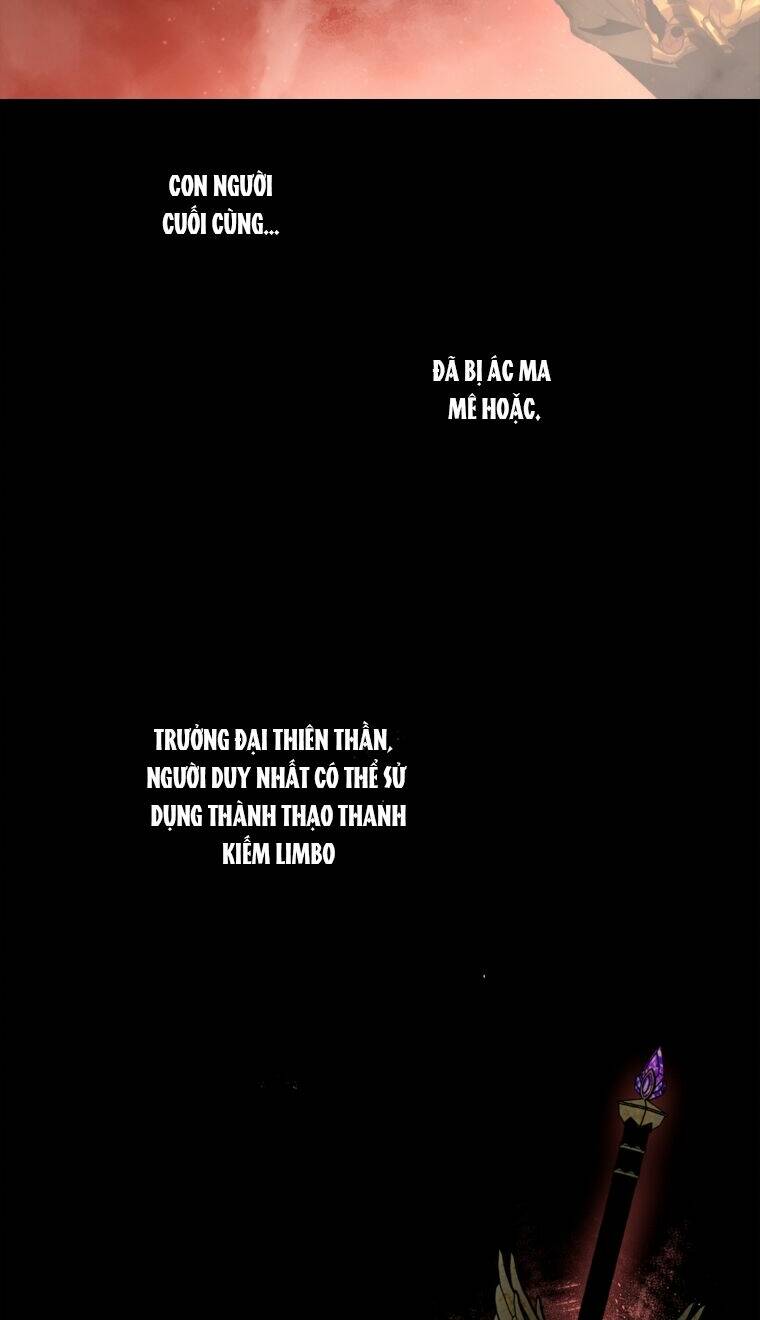 CON NGƯỜI
CUỐI CÙNG...
ĐÃ BỊ ÁC MA
MÊ HOẶC.
TRƯỞNG ĐẠI THIÊN THẦN,
NGƯỜI DUY NHẤT CÓ THỂ SỬ
DỤNG THÀNH THẠO THANH
KIẾM LIMBO